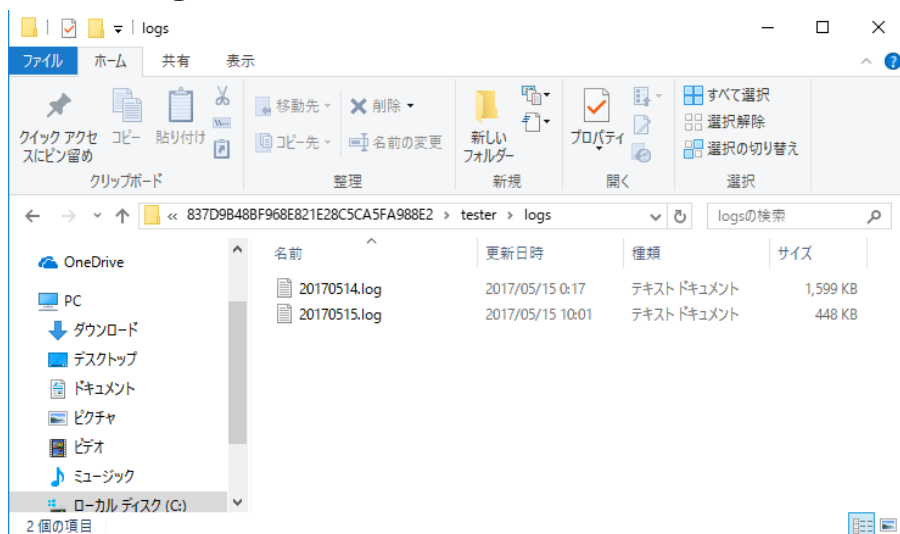 logs
ファイル ホーム 共有 表示
クイック アクセスにピン留め コピー 貼り付け
移動先 削除
コピー先 名前の変更
新しいフォルダー
プロパティ
すべて選択
選択解除
選択の切り替え
クリップボード 整理 新規 開く 選択
« 837D9B48BF968E821E28C5CA5FA988E2 › tester › logs
logsの検索
名前 更新日時 種類 サイズ
20170514.log 2017/05/15 0:17 テキスト ドキュメント 1,599 KB
20170515.log 2017/05/15 10:01 テキスト ドキュメント 448 KB
OneDrive
PC
ダウンロード
デスクトップ
ドキュメント
ピクチャ
ビデオ
ミュージック
ローカル ディスク (C:)
2 個の項目